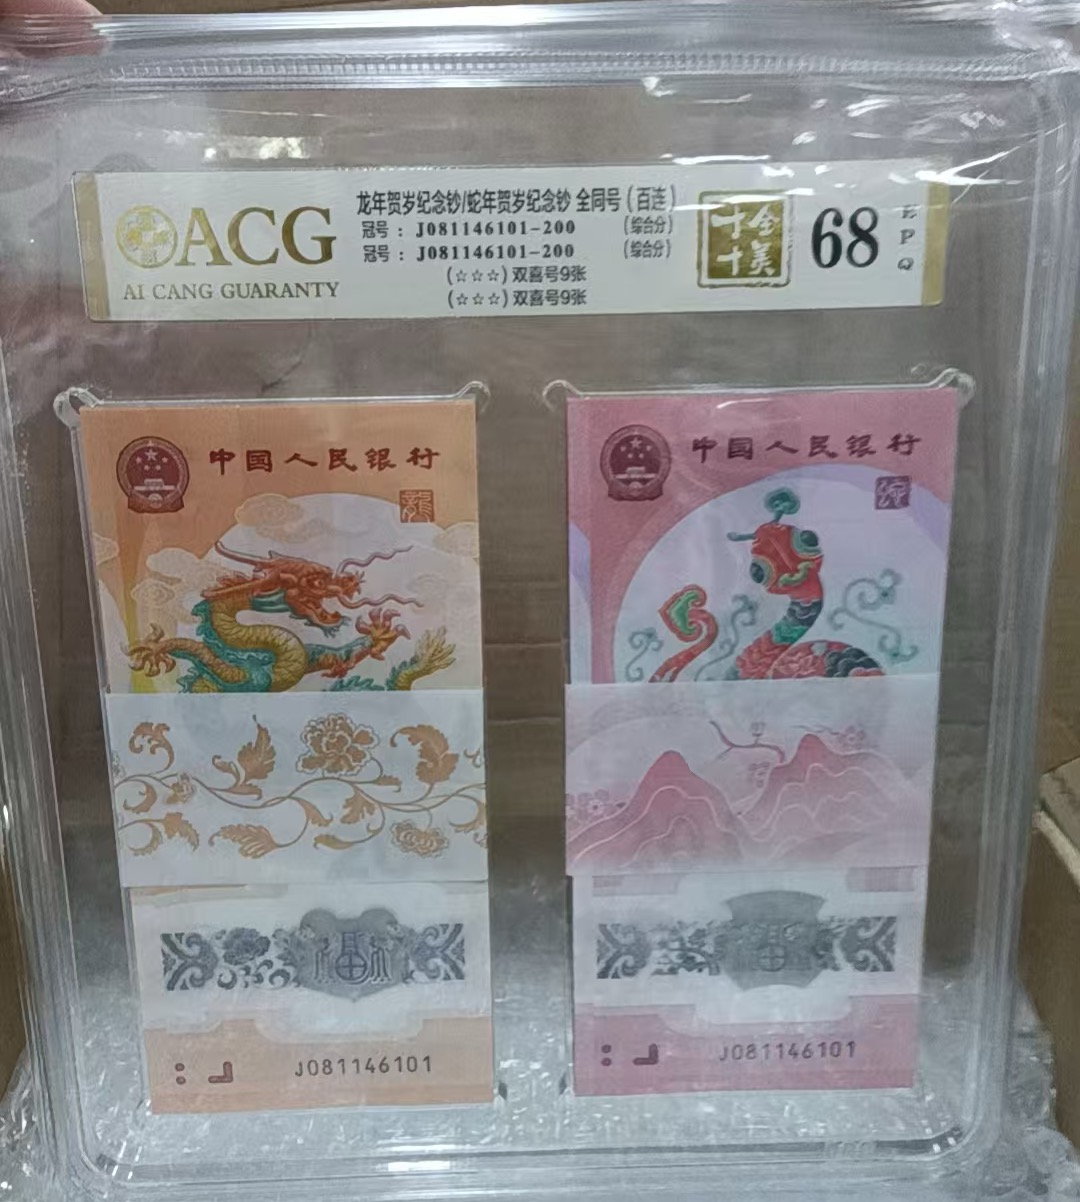 ACG
AI CANG GUARANTY
龙年贺岁纪念钞/蛇年贺岁纪念钞 全同号(百连)
冠号：J081146101-200 (综合分)
冠号：J081146101-200 (综合分)
(☆☆☆)双喜号9张
(☆☆☆)双喜号9张
十全
十美
68
EPQ
中国人民银行
龍
J081146101
中国人民银行
J081146101